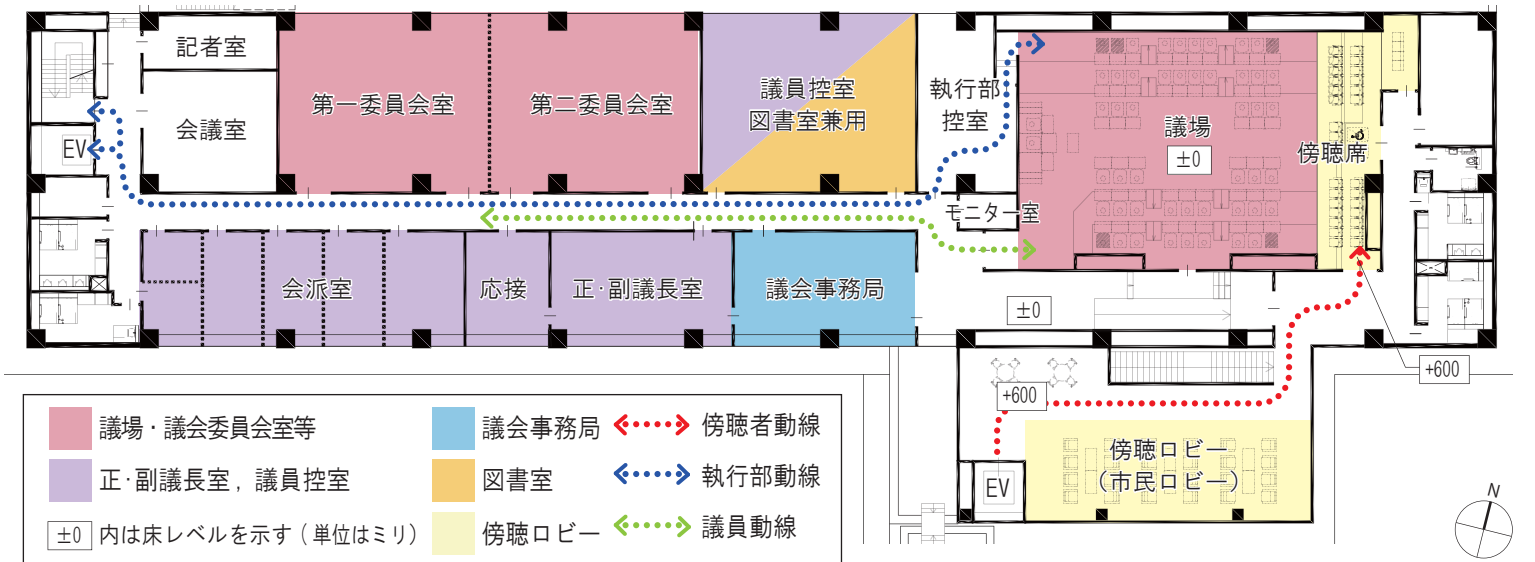 記者室
会議室
EV
第一委員会室
第二委員会室
議員控室
図書室兼用
執行部
控室
議場
±0
傍聴席
モニター室
会派室
応接
正・副議長室
議会事務局
±0
+600
+600
EV
傍聴ロビー
（市民ロビー）
議場・議会委員会室等
議会事務局
傍聴者動線
正・副議長室，議員控室
図書室
執行部動線
±0 内は床レベルを示す（単位はミリ）
傍聴ロビー
議員動線
N